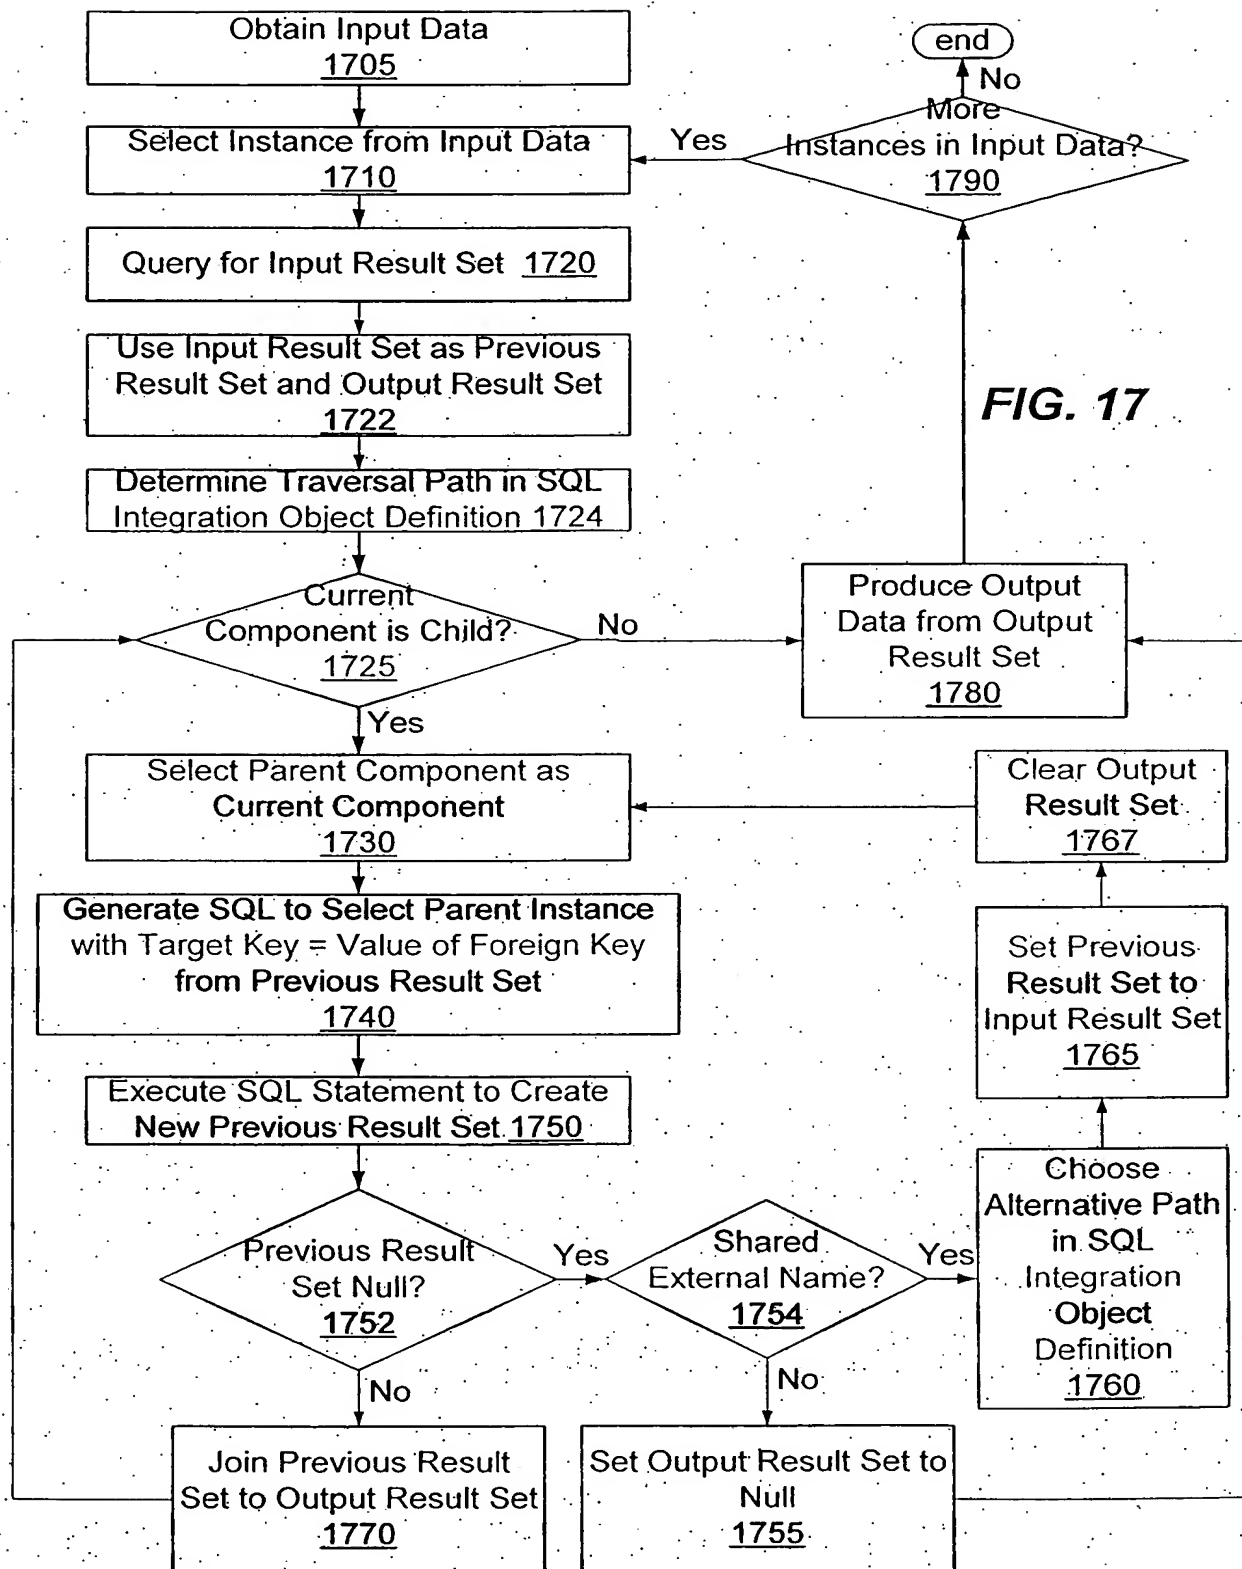 Obtain Input Data
1705
Select Instance from Input Data
1710
Query for Input Result Set 1720
Use Input Result Set as Previous
Result Set and Output Result Set
1722
Determine Traversal Path in SQL
Integration Object Definition 1724
Current
Component is Child?
1725
No
Yes
Select Parent Component as
Current Component
1730
Generate SQL to Select Parent Instance
with Target Key = Value of Foreign Key
from Previous Result Set
1740
Execute SQL Statement to Create
New Previous Result Set 1750
Previous Result
Set Null?
1752
Yes
No
Join Previous Result
Set to Output Result Set
1770
Shared
External Name?
1754
Yes
No
Set Output Result Set to
Null
1755
Choose
Alternative Path
in SQL
Integration
Object
Definition
1760
Set Previous
Result Set to
Input Result Set
1765
Clear Output
Result Set
1767
Produce Output
Data from Output
Result Set
1780
FIG. 17
More
Instances in Input Data?
1790
Yes
No
end